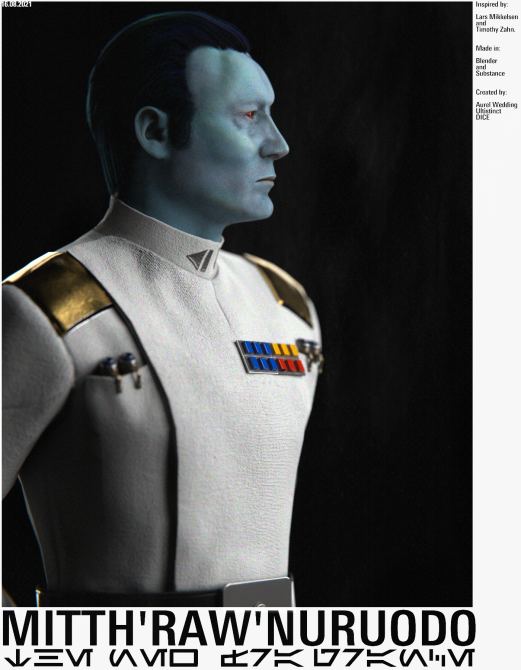 16.08.2021
Inspired by:
Lars Mikkelsen
and
Timothy Zahn.
Made in:
Blender
and
Substance
Created by:
Aurel Wedding
Ultistinct
DICE
MITTH'RAW'NURUODO